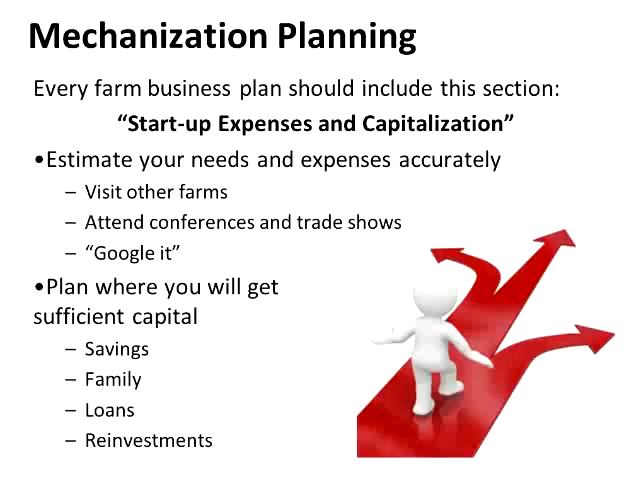 Mechanization Planning
Every farm business plan should include this section:
“Start-up Expenses and Capitalization”
•Estimate your needs and expenses accurately
– Visit other farms
– Attend conferences and trade shows
– “Google it”
•Plan where you will get
sufficient capital
– Savings
– Family
– Loans
– Reinvestments